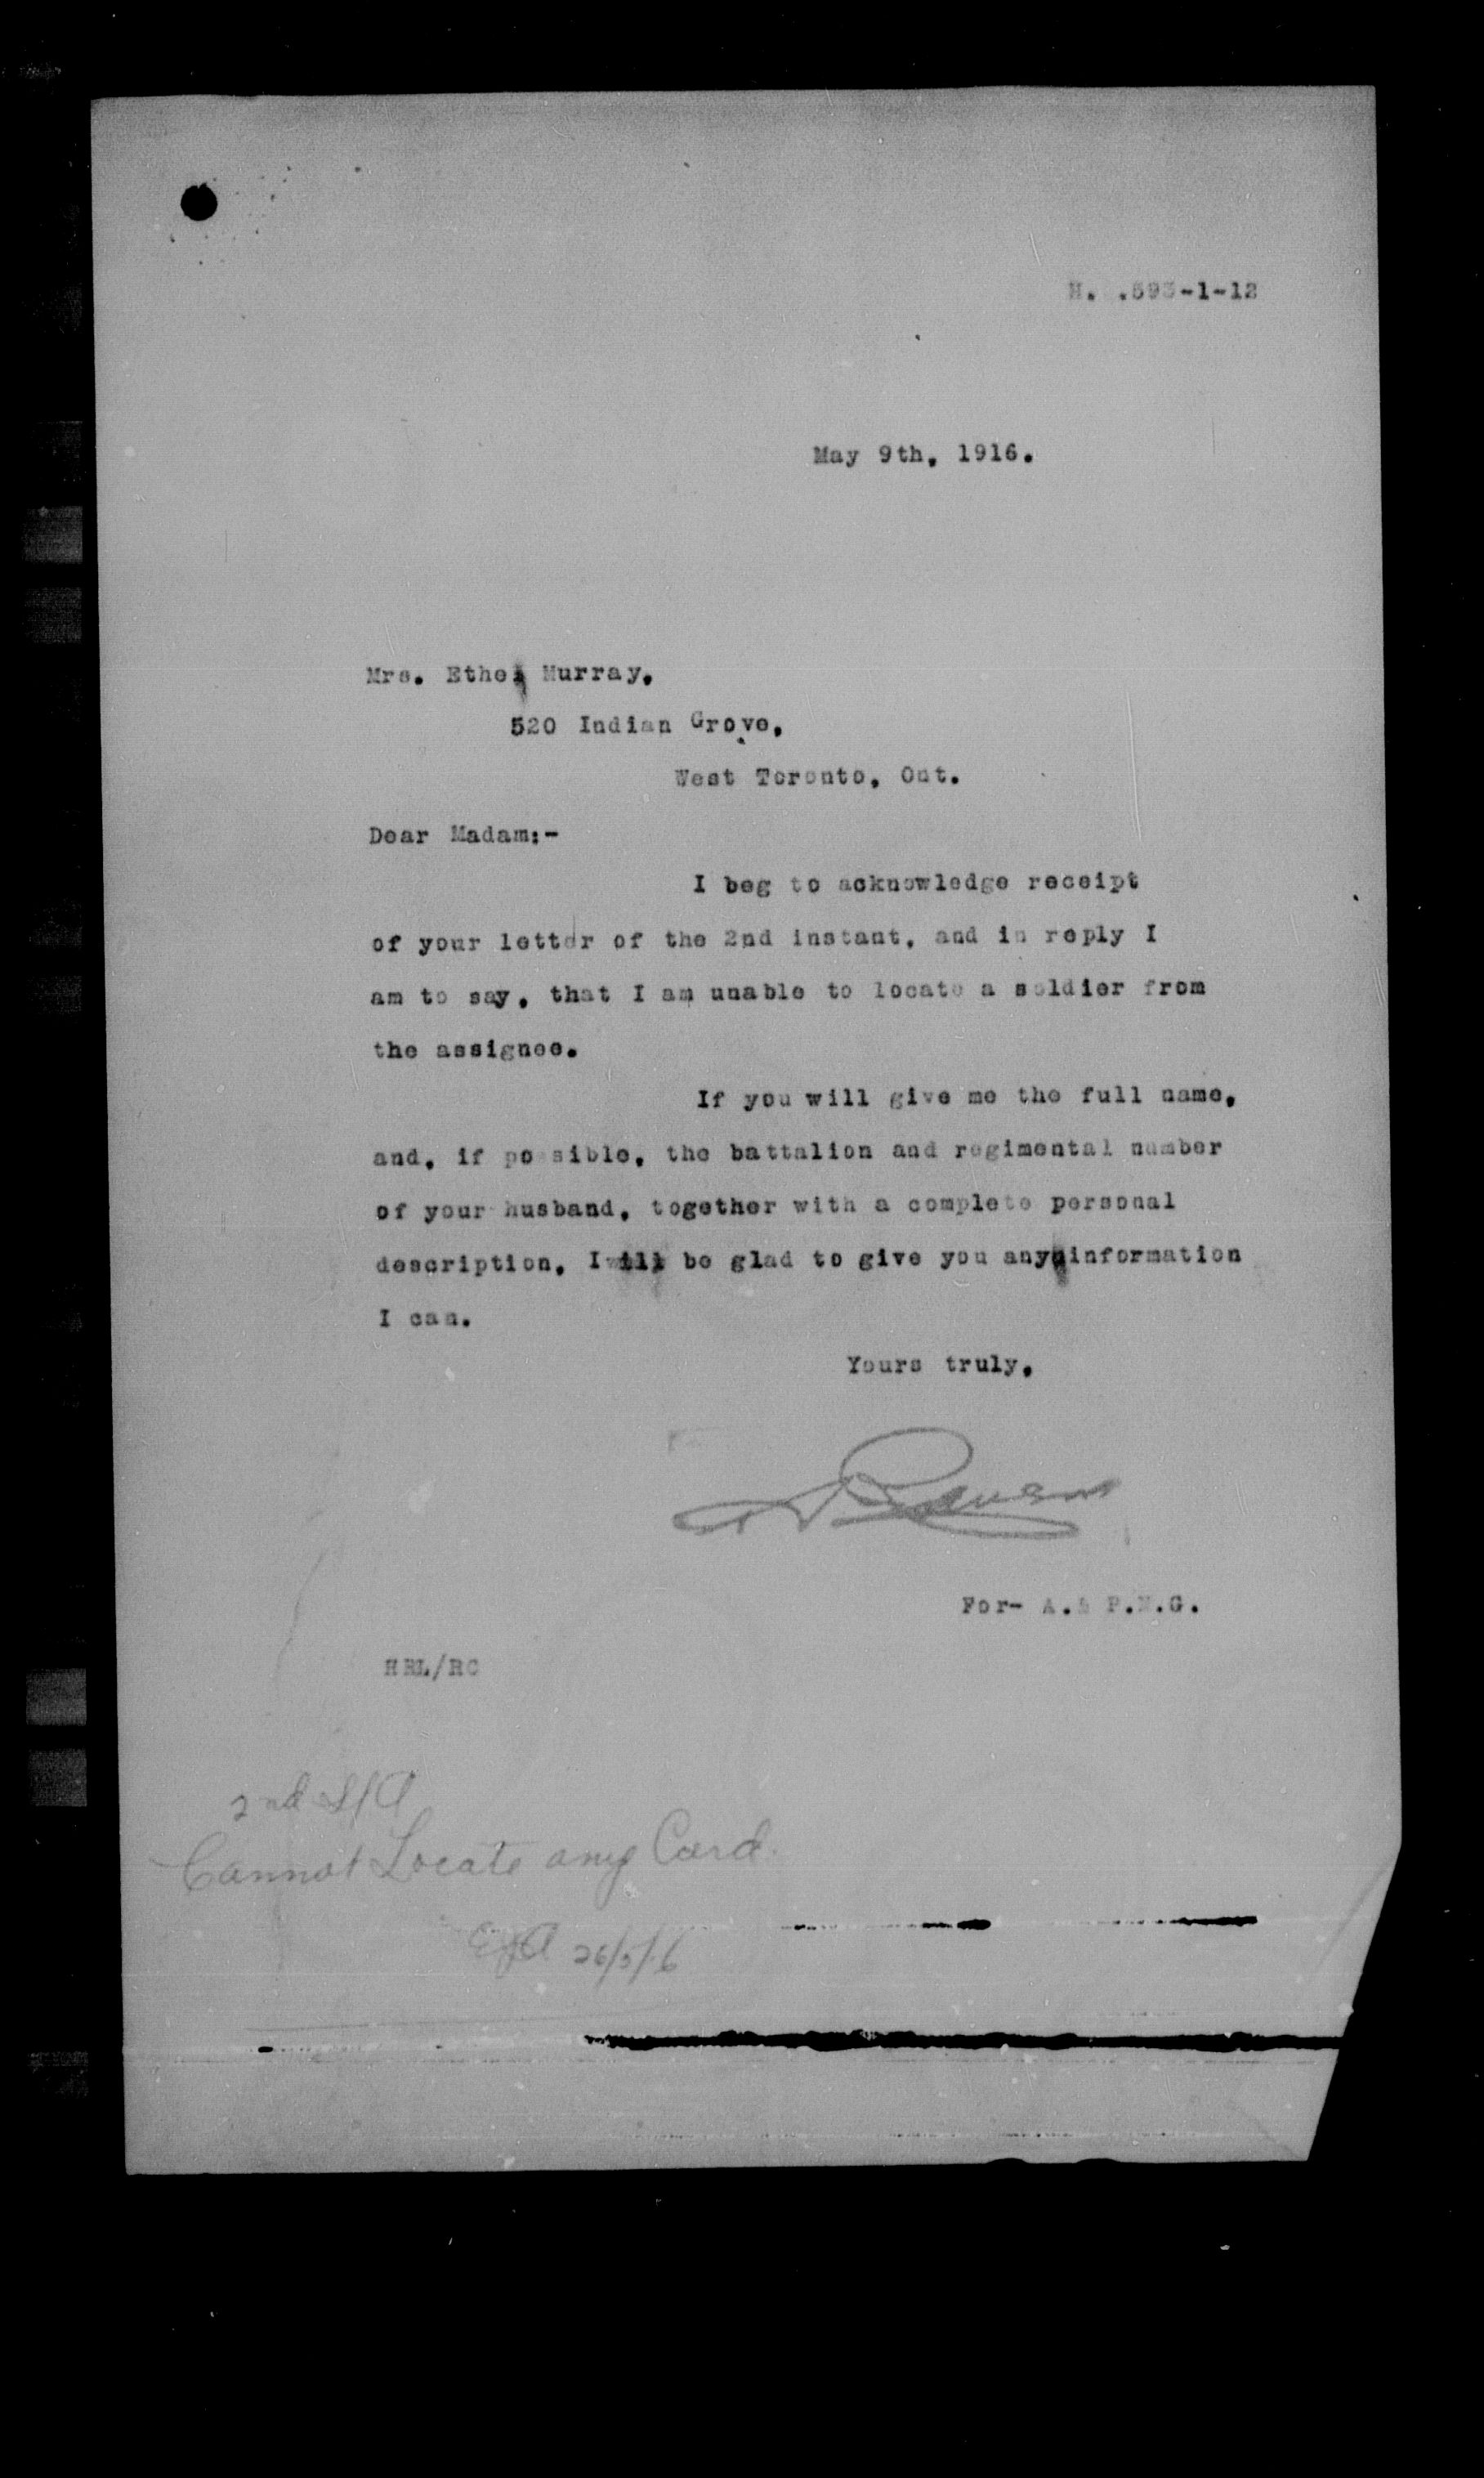 H. .593-1-12
May 9th, 1916.
Mrs. Ethel Murray,
520 Indian Grove,
West Toronto, Ont.
Dear Madam:-
I beg to acknowledge receipt
of your letter of the 2nd instant, and in reply I
am to say, that I am unable to locate a soldier from
the assignee.
If you will give me the full name,
and, if possible, the battalion and regimental number
of your husband, together with a complete personal
description, I will be glad to give you any information
I can.
Yours truly,
For- A.& P.M.G.
HRL/RC
2nd
Cannot Locate any Card.
26/5/16